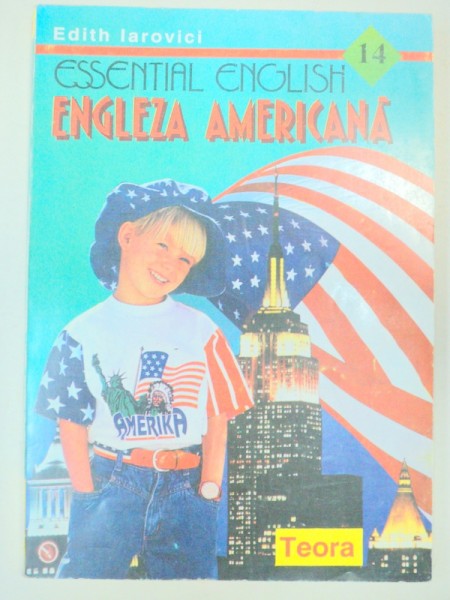 Edith Iarovici
14
ESSENTIAL ENGLISH
ENGLEZA AMERICANĂ
AMERIKA
Teora